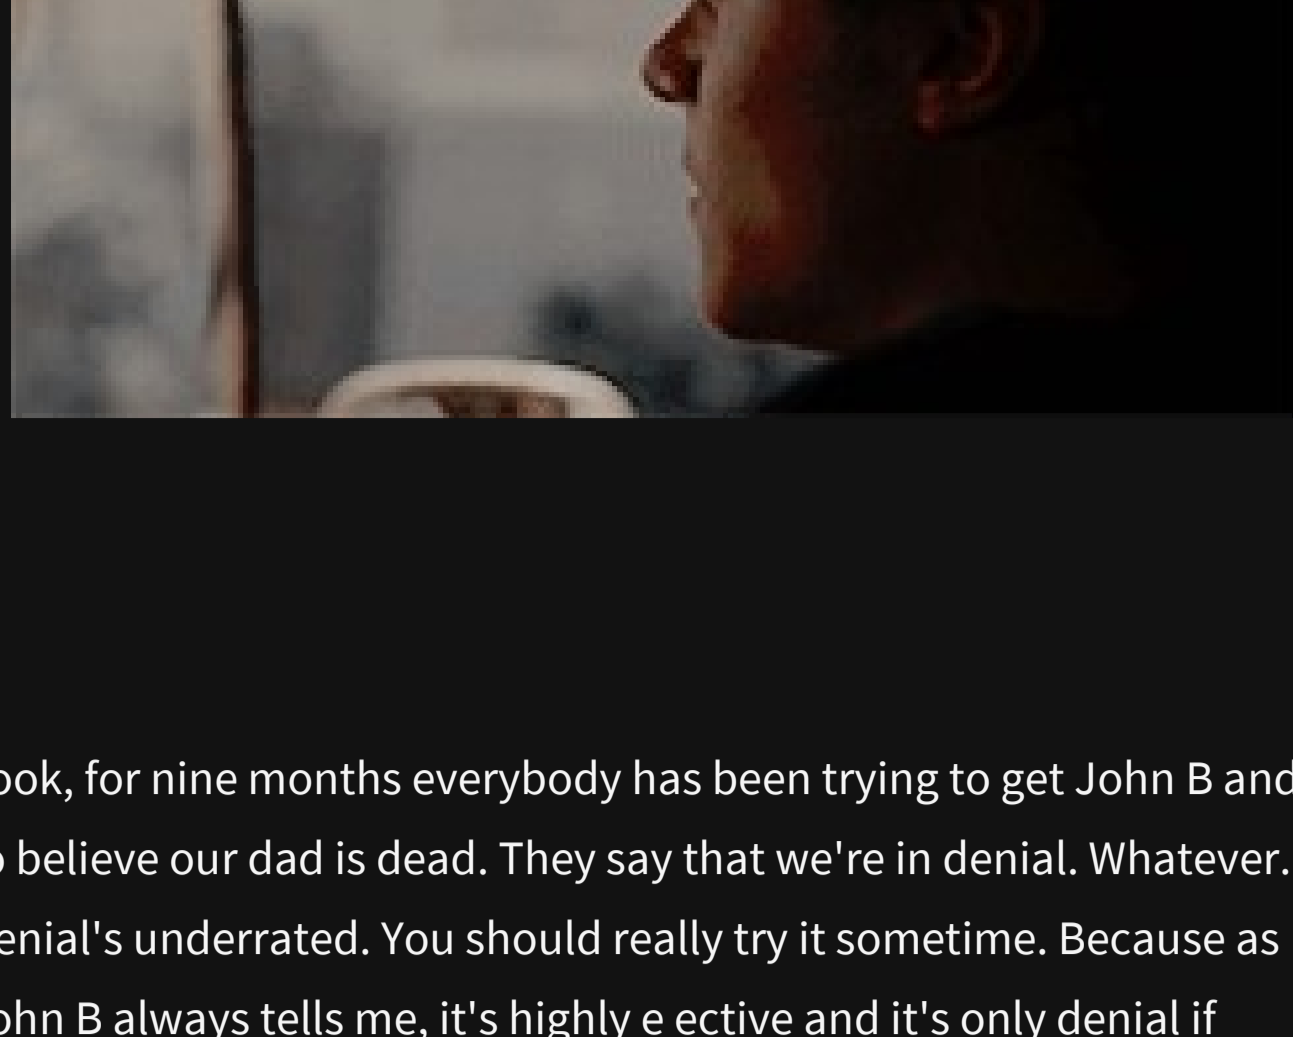 ook, for nine months everybody has been trying to get John B and
o believe our dad is dead. They say that we're in denial. Whatever.
enial's underrated. You should really try it sometime. Because as
ohn B always tells me, it's highly e ective and it's only denial if